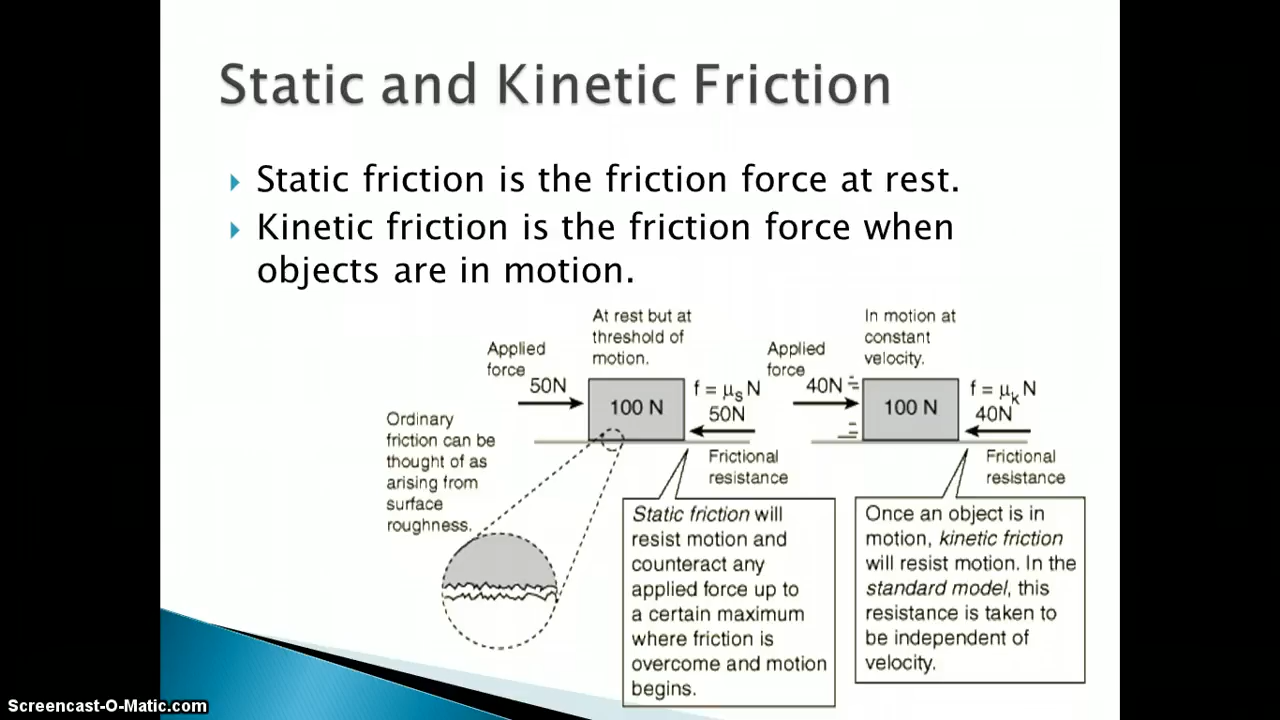 Static and Kinetic Friction
Static friction is the friction force at rest.
Kinetic friction is the friction force when
objects are in motion.
At rest but at
threshold of
motion.
Applied
force
50N
100 N
f = μₛ N
50N
Frictional
resistance
In motion at
constant
velocity.
Applied
force
40N
100 N
f = μₖ N
40N
Frictional
resistance
Ordinary
friction can be
thought of as
arising from
surface
roughness.
Static friction will
resist motion and
counteract any
applied force up to
a certain maximum
where friction is
overcome and motion
begins.
Once an object is in
motion, kinetic friction
will resist motion. In the
standard model, this
resistance is taken to
be independent of
velocity.
Screencast-O-Matic.com